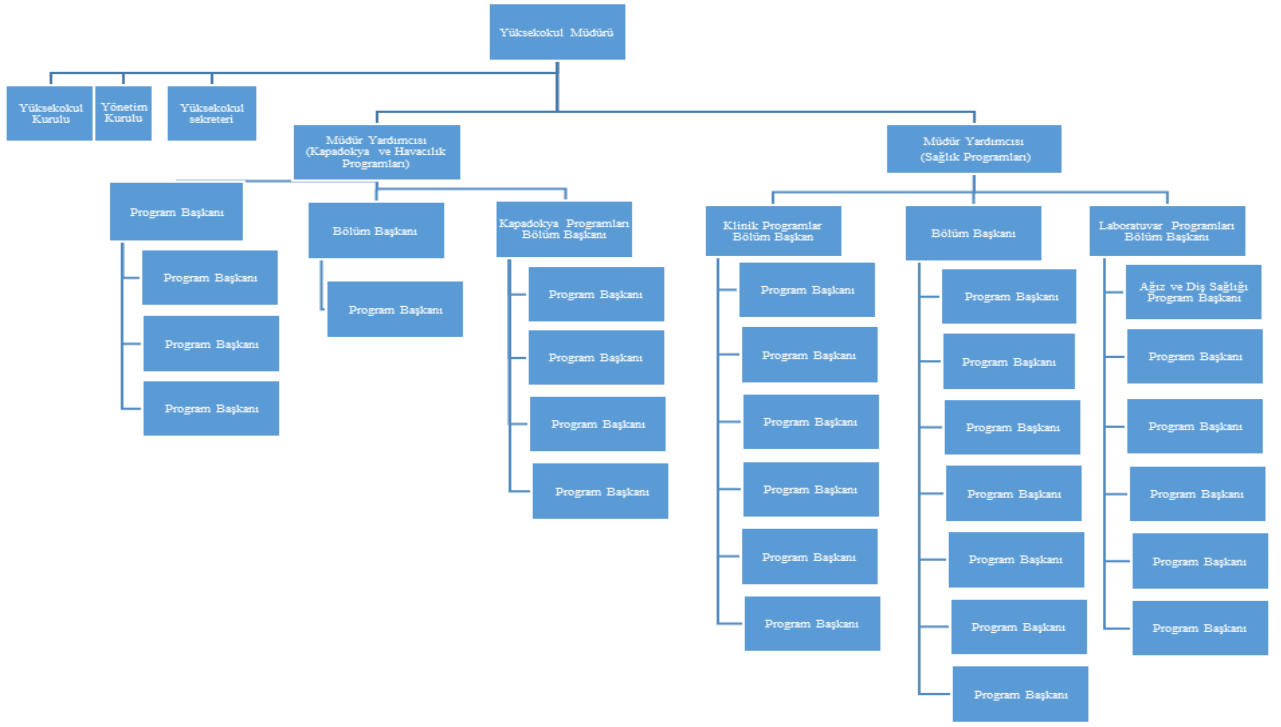 Yüksekokul Müdürü
Yüksekokul
Kurulu
Yönetim
Kurulu
Yüksekokul
sekreteri
Müdür Yardımcısı
(Kapadokya ve Havacılık
Programları)
Müdür Yardımcısı
(Sağlık Programları)
Program Başkanı
Program Başkanı
Program Başkanı
Program Başkanı
Bölüm Başkanı
Program Başkanı
Kapadokya Programları
Bölüm Başkanı
Program Başkanı
Program Başkanı
Program Başkanı
Program Başkanı
Klinik Programlar
Bölüm Başkan
Program Başkanı
Program Başkanı
Program Başkanı
Program Başkanı
Program Başkanı
Program Başkanı
Bölüm Başkanı
Program Başkanı
Program Başkanı
Program Başkanı
Program Başkanı
Program Başkanı
Program Başkanı
Program Başkanı
Laboratuvar Programları
Bölüm Başkanı
Ağız ve Diş Sağlığı
Program Başkanı
Program Başkanı
Program Başkanı
Program Başkanı
Program Başkanı
Program Başkanı